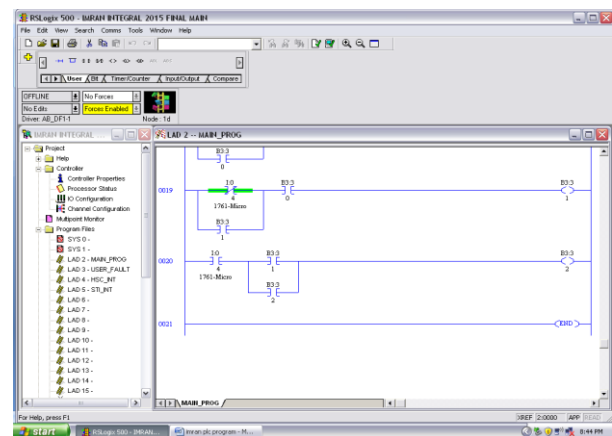 RSLogix 500 - IMRAN INTEGRAL 2015 FINAL MAIN
File Edit View Search Comms Tools Window Help
User Bit Timer/Counter Input/Output Compare
OFFLINE No Forces
No Edits Forces Enabled
Driver: AB_DF1-1 Node : 1d
IMRAN INTEGRAL ...
Project
Help
Controller
Controller Properties
Processor Status
IO Configuration
Channel Configuration
Multipoint Monitor
Program Files
SYS 0 -
SYS 1 -
LAD 2 - MAIN_PROG
LAD 3 - USER_FAULT
LAD 4 - HSC_INT
LAD 5 - STI_INT
LAD 6 -
LAD 7 -
LAD 8 -
LAD 9 -
LAD 10 -
LAD 11 -
LAD 12 -
LAD 13 -
LAD 14 -
LAD 15 -
LAD 2 -- MAIN_PROG
B3:3
0
0019
I:0
4
1761-Micro
B3:3
0
B3:3
1
B3:3
1
0020
I:0
4
1761-Micro
B3:3
1
B3:3
2
B3:3
2
0021
END
MAIN_PROG
For Help, press F1
XREF 2:0000 APP READ
start
RSLogix 500 - IMRAN...
imran plc program - M...
8:44 PM